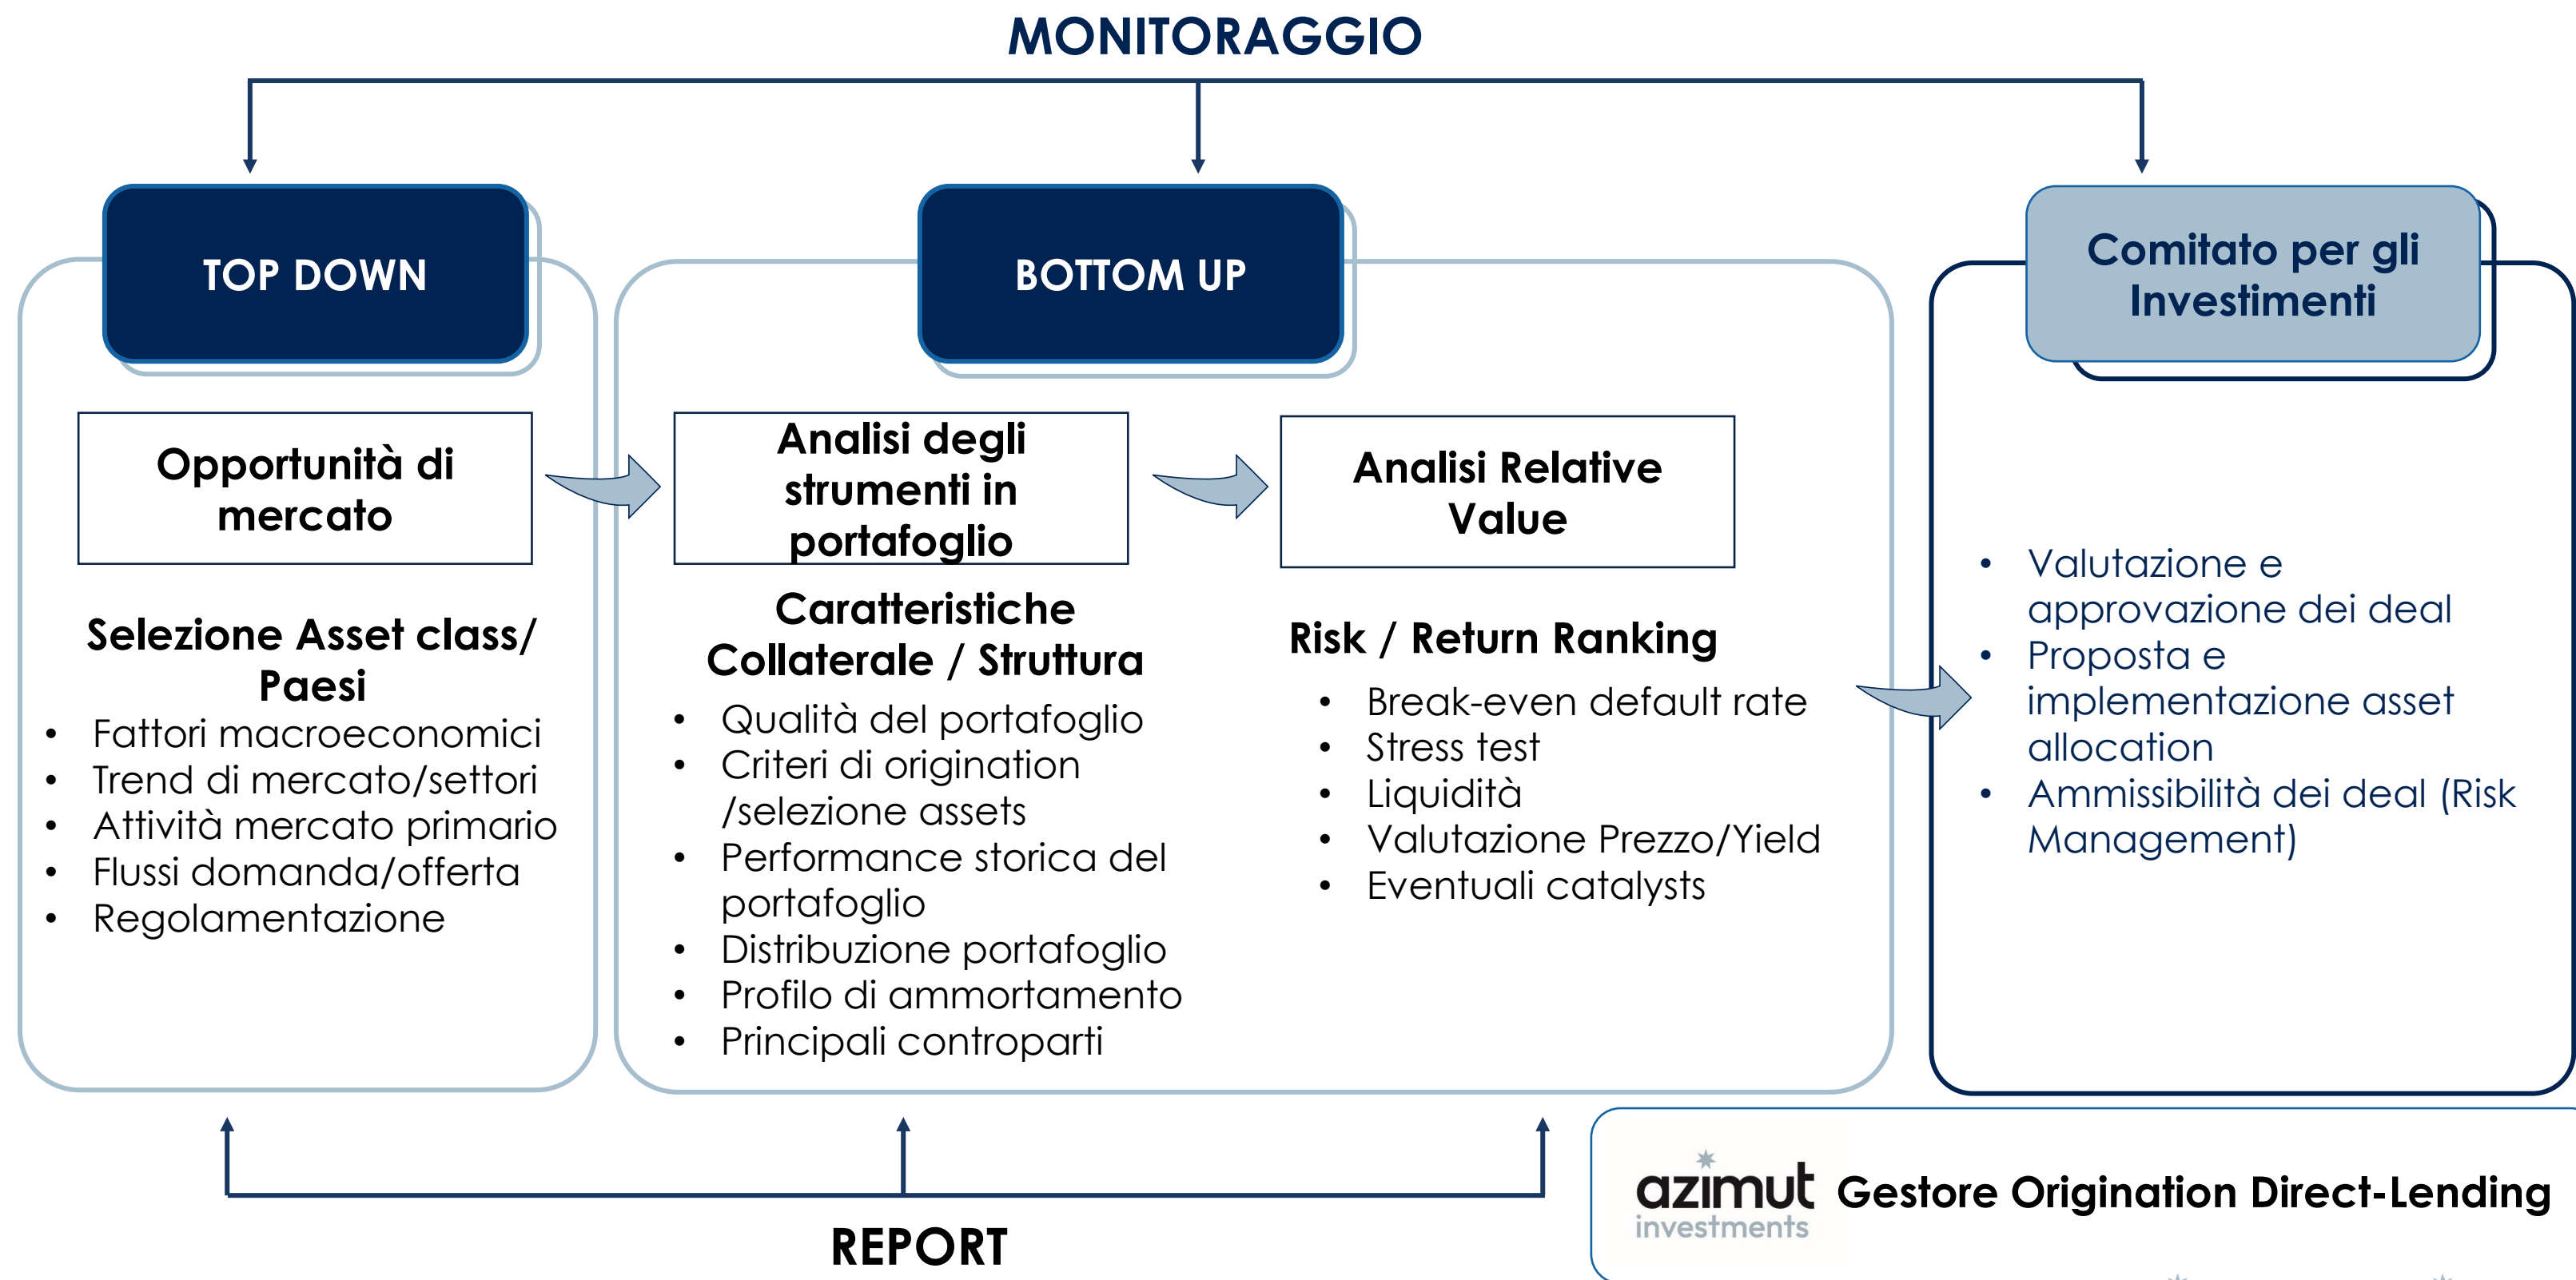 MONITORAGGIO
TOP DOWN
Opportunità di
mercato
Selezione Asset class/
Paesi
• Fattori macroeconomici
• Trend di mercato/settori
• Attività mercato primario
• Flussi domanda/offerta
• Regolamentazione
BOTTOM UP
Analisi degli
strumenti in
portafoglio
Caratteristiche
Collaterale / Struttura
• Qualità del portafoglio
• Criteri di origination
/selezione assets
• Performance storica del
portafoglio
• Distribuzione portafoglio
• Profilo di ammortamento
• Principali controparti
Analisi Relative
Value
Risk / Return Ranking
• Break-even default rate
• Stress test
• Liquidità
• Valutazione Prezzo/Yield
• Eventuali catalysts
Comitato per gli
Investimenti
• Valutazione e
approvazione dei deal
• Proposta e
implementazione asset
allocation
• Ammissibilità dei deal (Risk
Management)
REPORT
azimut
investments
Gestore Origination Direct-Lending